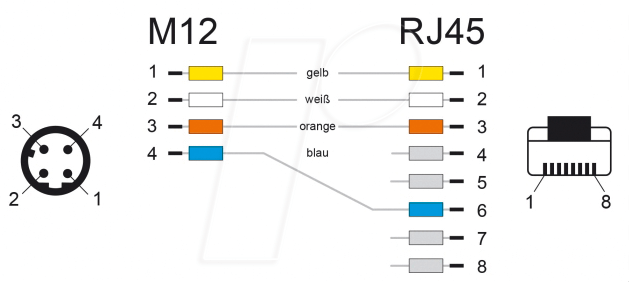 M12 RJ45
1 gelb 1
2 weiß 2
3 orange 3
4 blau 4
5
6
7
8
3 4
2 1
1 8